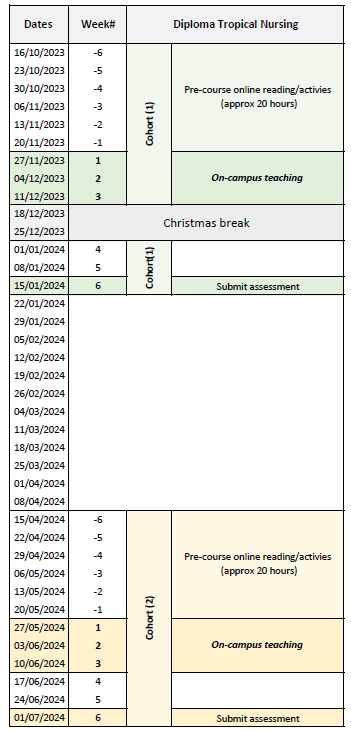 Dates Week# Diploma Tropical Nursing
16/10/2023 -6
23/10/2023 -5
30/10/2023 -4 Pre-course online reading/activies
06/11/2023 -3 (approx 20 hours)
13/11/2023 -2
20/11/2023 -1
Cohort (1)
27/11/2023 1
04/12/2023 2 On-campus teaching
11/12/2023 3
18/12/2023
Christmas break
25/12/2023
01/01/2024 4
08/01/2024 5
Cohort(1)
15/01/2024 6 Submit assessment
22/01/2024
29/01/2024
05/02/2024
12/02/2024
19/02/2024
26/02/2024
04/03/2024
11/03/2024
18/03/2024
25/03/2024
01/04/2024
08/04/2024
15/04/2024 -6
22/04/2024 -5
29/04/2024 -4 Pre-course online reading/activies
06/05/2024 -3 (approx 20 hours)
13/05/2024 -2
20/05/2024 -1
Cohort (2)
27/05/2024 1
03/06/2024 2 On-campus teaching
10/06/2024 3
17/06/2024 4
24/06/2024 5
01/07/2024 6 Submit assessment